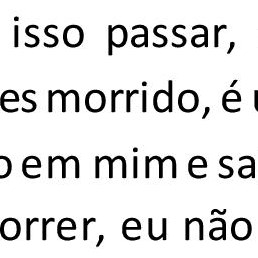 isso passar,
es morrido, é u
o em mim e sa
orrer, eu não